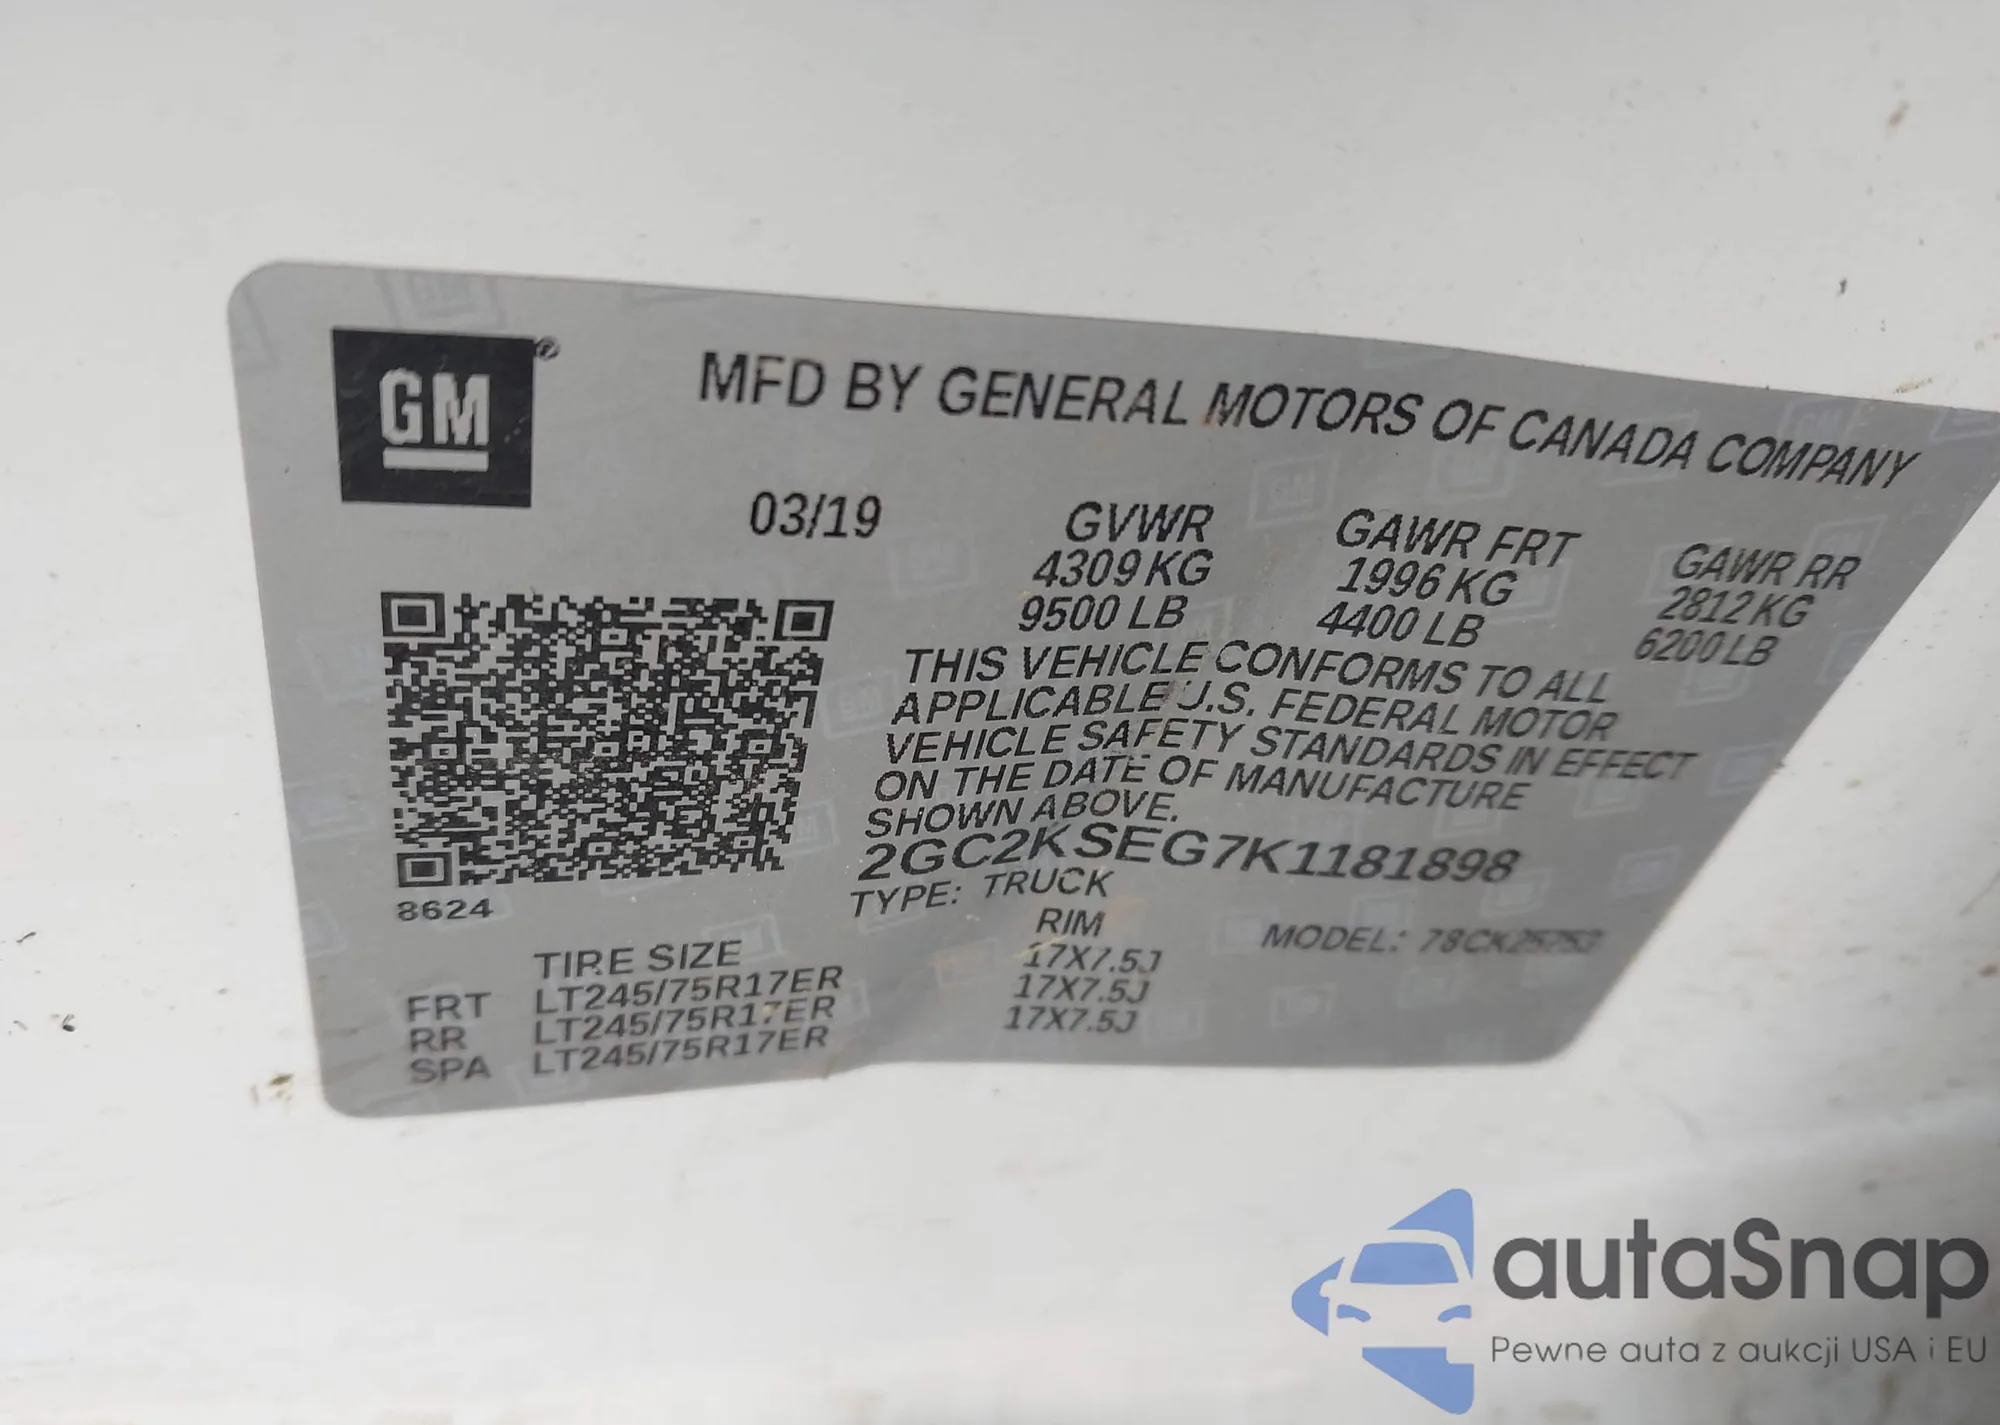 GM®
MFD BY GENERAL MOTORS OF CANADA COMPANY
03/19 GVWR GAWR FRT GAWR RR
4309 KG 1996 KG 2812 KG
9500 LB 4400 LB 6200 LB
THIS VEHICLE CONFORMS TO ALL
APPLICABLE U.S. FEDERAL MOTOR
VEHICLE SAFETY STANDARDS IN EFFECT
ON THE DATE OF MANUFACTURE
SHOWN ABOVE.
2GC2KSEG7K1181898
8624
TYPE: TRUCK
MODEL:
TIRE SIZE RIM
FRT LT245/75R17ER 17X7.5J
RR LT245/75R17ER 17X7.5J
SPA LT245/75R17ER 17X7.5J
autaSnap
Pewne auta z aukcji USA i EU